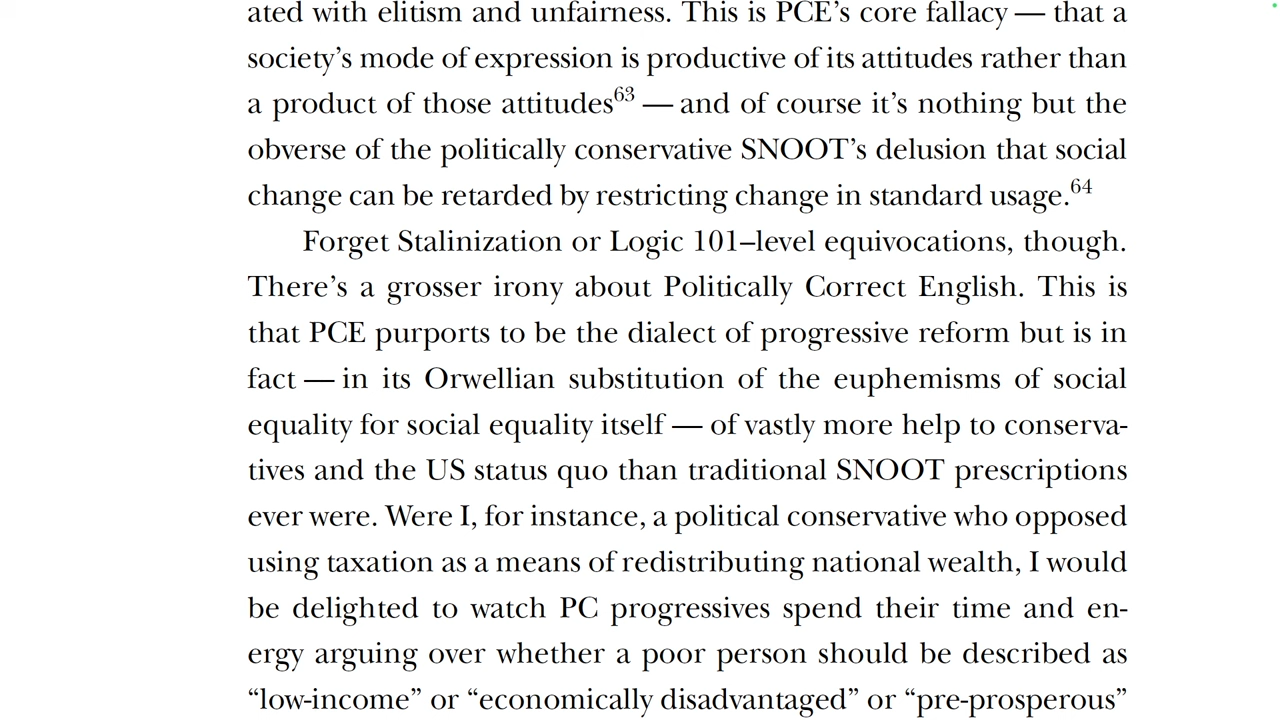 ated with elitism and unfairness. This is PCE’s core fallacy — that a
society’s mode of expression is productive of its attitudes rather than
a product of those attitudes63 — and of course it’s nothing but the
obverse of the politically conservative SNOOT’s delusion that social
change can be retarded by restricting change in standard usage.64
Forget Stalinization or Logic 101–level equivocations, though.
There’s a grosser irony about Politically Correct English. This is
that PCE purports to be the dialect of progressive reform but is in
fact — in its Orwellian substitution of the euphemisms of social
equality for social equality itself — of vastly more help to conserva-
tives and the US status quo than traditional SNOOT prescriptions
ever were. Were I, for instance, a political conservative who opposed
using taxation as a means of redistributing national wealth, I would
be delighted to watch PC progressives spend their time and en-
ergy arguing over whether a poor person should be described as
“low-income” or “economically disadvantaged” or “pre-prosperous”